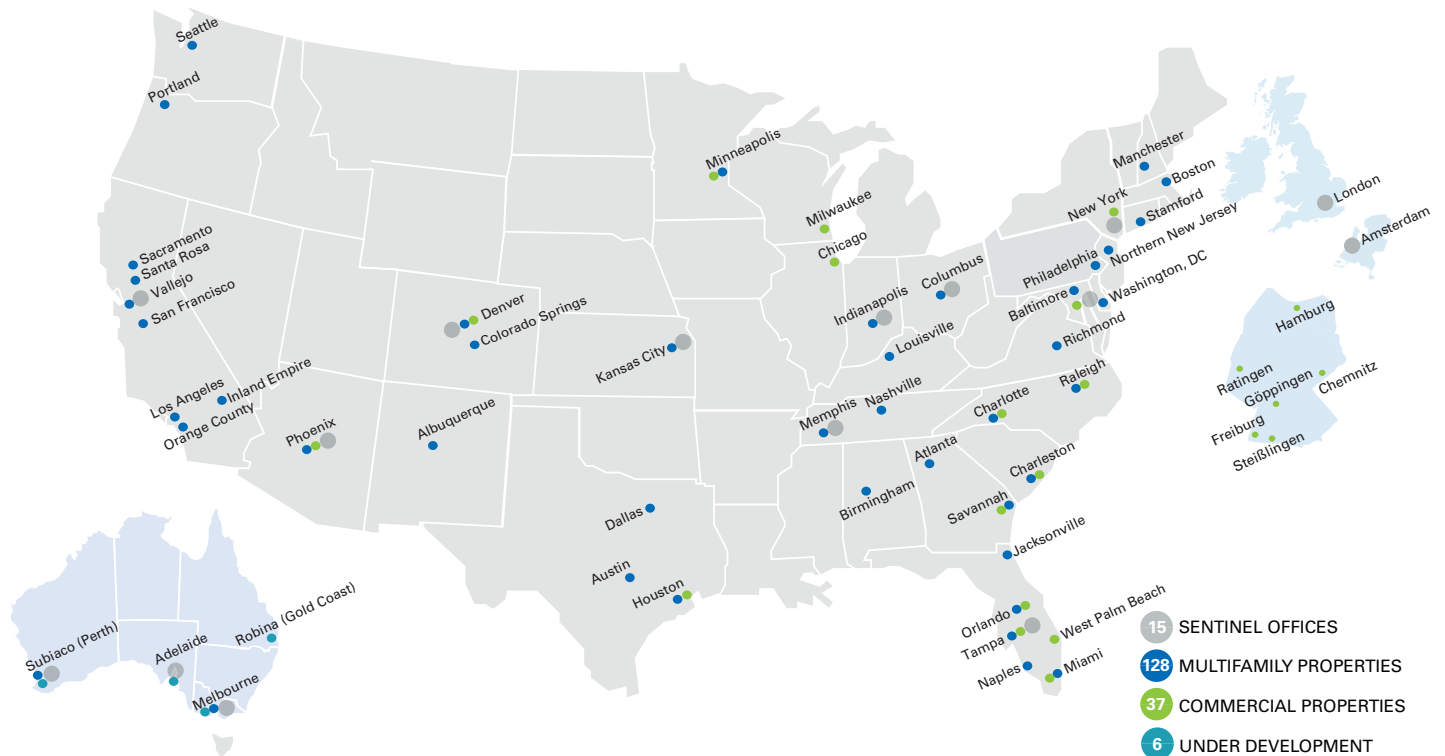 Seattle
Portland
Minneapolis
Manchester
Boston
Milwaukee
New York
Stamford
London
Chicago
Northern New Jersey
Amsterdam
Sacramento
Santa Rosa
Vallejo
San Francisco
Philadelphia
Washington, DC
Columbus
Baltimore
Indianapolis
Denver
Colorado Springs
Hamburg
Kansas City
Louisville
Richmond
Ratingen
Göppingen
Chemnitz
Los Angeles
Inland Empire
Orange County
Nashville
Raleigh
Phoenix
Albuquerque
Memphis
Charlotte
Freiburg
Steißlingen
Atlanta
Charleston
Birmingham
Dallas
Savannah
Jacksonville
Austin
Houston
Robina (Gold Coast)
Subiaco (Perth)
Adelaide
Melbourne
Orlando
West Palm Beach
Tampa
Naples
Miami
15 SENTINEL OFFICES
128 MULTIFAMILY PROPERTIES
37 COMMERCIAL PROPERTIES
6 UNDER DEVELOPMENT